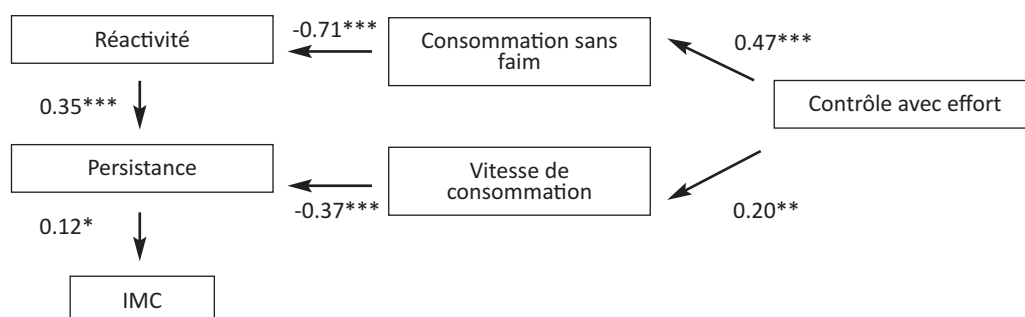 Réactivité
-0.71***
Consommation sans
faim
0.47***
0.35***
Contrôle avec effort
Persistance
Vitesse de
consommation
-0.37***
0.20**
0.12*
IMC